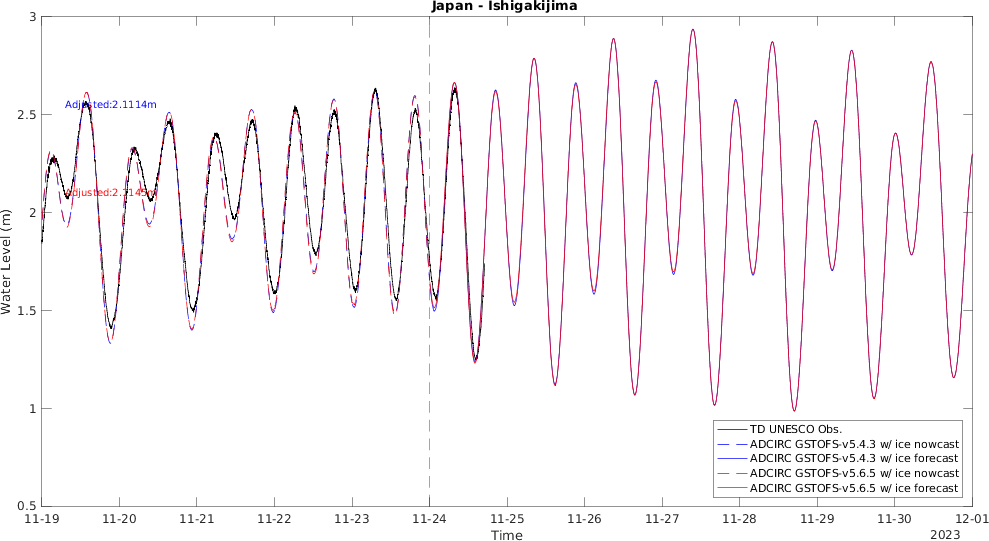 Japan - Ishigakijima
3
2.5
2
1.5
1
0.5
Water Level (m)
Adjusted:2.1114m
Adjusted:2.1145m
TD UNESCO Obs.
ADCIRC GSTOFS-v5.4.3 w/ ice nowcast
ADCIRC GSTOFS-v5.4.3 w/ ice forecast
ADCIRC GSTOFS-v5.6.5 w/ ice nowcast
ADCIRC GSTOFS-v5.6.5 w/ ice forecast
11-19 11-20 11-21 11-22 11-23 11-24 11-25 11-26 11-27 11-28 11-29 11-30 12-01
Time
2023